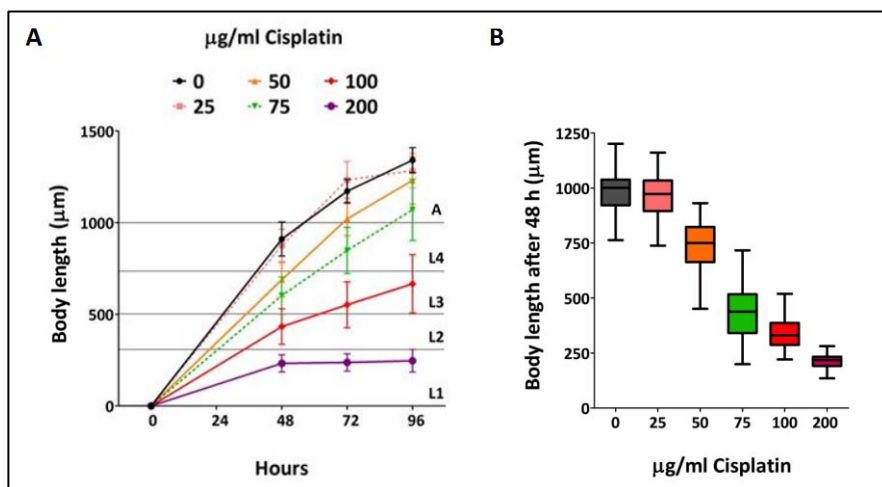 A
μg/ml Cisplatin
0 50 100
25 75 200
Body length (μm)
1500
1000
500
0
A
L4
L3
L2
L1
0 24 48 72 96
Hours
B
Body length after 48 h (μm)
1250
1000
750
500
250
0
0 25 50 75 100 200
μg/ml Cisplatin